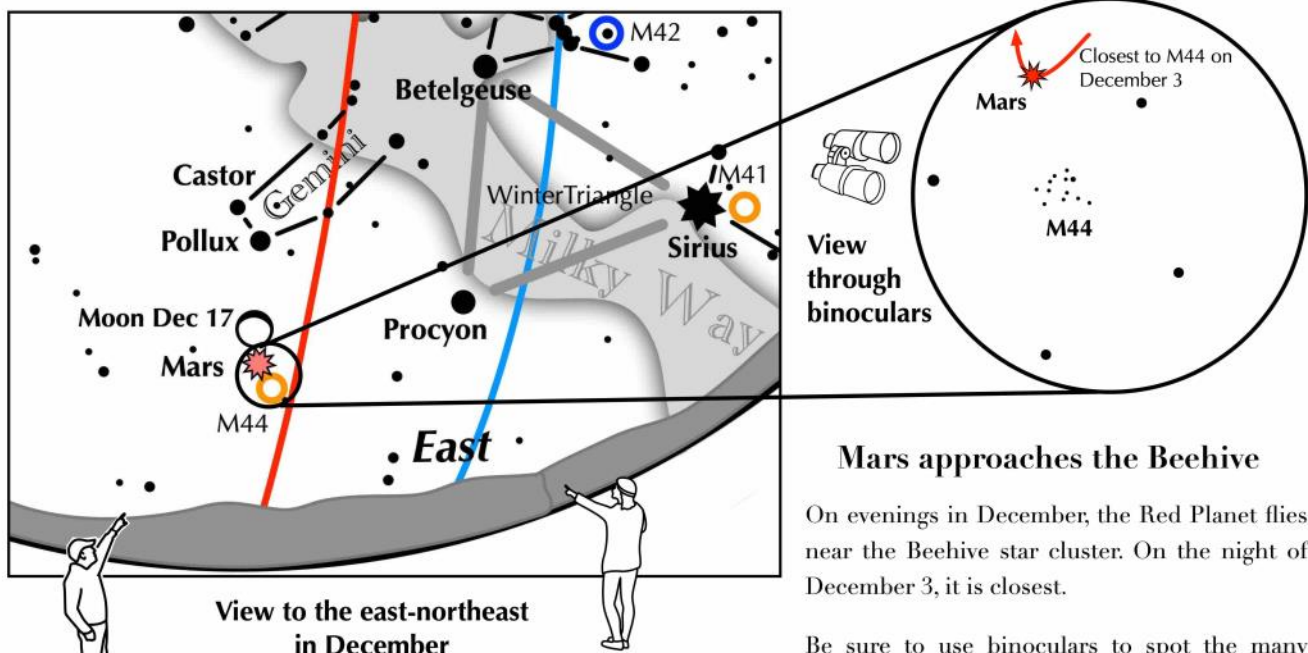 M42
Betelgeuse
Castor
Gemini
Pollux
WinterTriangle
M41
Sirius
Milky Way
Moon Dec 17
Procyon
Mars
M44
East
View to the east-northeast
in December
Closest to M44 on
December 3
Mars
M44
View
through
binoculars
Mars approaches the Beehive
On evenings in December, the Red Planet flies
near the Beehive star cluster. On the night of
December 3, it is closest.
Be sure to use binoculars to spot the many